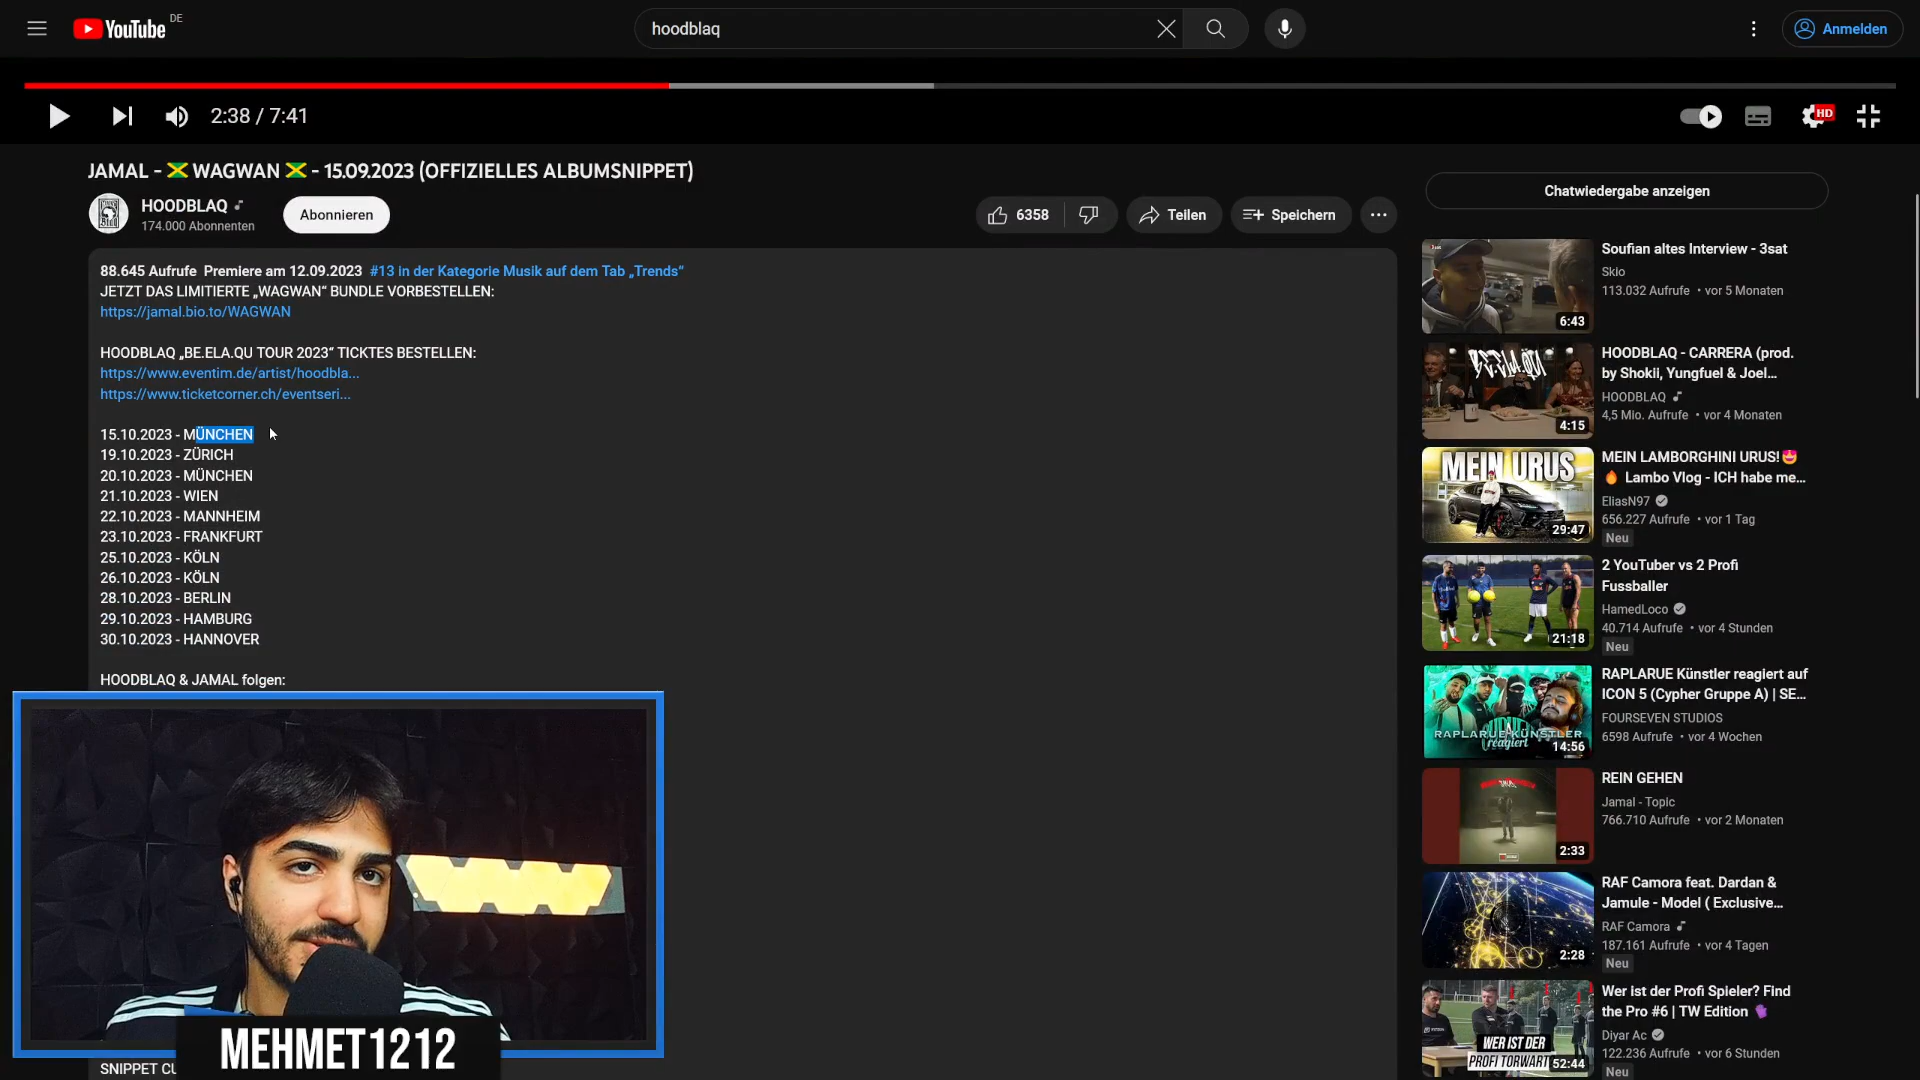 YouTube DE
hoodblaq
Anmelden
2:38 / 7:41
HD
JAMAL - 🇯🇲 WAGWAN 🇯🇲 - 15.09.2023 (OFFIZIELLES ALBUMSNIPPET)
HOODBLAQ
174.000 Abonnenten
Abonnieren
6358
Teilen
Speichern
88.645 Aufrufe Premiere am 12.09.2023 #13 in der Kategorie Musik auf dem Tab „Trends“
JETZT DAS LIMITIERTE „WAGWAN“ BUNDLE VORBESTELLEN:
https://jamal.bio.to/WAGWAN
HOODBLAQ „BE.ELA.QU TOUR 2023“ TICKTES BESTELLEN:
https://www.eventim.de/artist/hoodbla...
https://www.ticketcorner.ch/eventseri...
15.10.2023 - MÜNCHEN
19.10.2023 - ZÜRICH
20.10.2023 - MÜNCHEN
21.10.2023 - WIEN
22.10.2023 - MANNHEIM
23.10.2023 - FRANKFURT
25.10.2023 - KÖLN
26.10.2023 - KÖLN
28.10.2023 - BERLIN
29.10.2023 - HAMBURG
30.10.2023 - HANNOVER
HOODBLAQ & JAMAL folgen:
MEHMET1212
SNIPPET CU
Chatwiedergabe anzeigen
6:43
Soufian altes Interview - 3sat
Skio
113.032 Aufrufe • vor 5 Monaten
BE.ELA.QU
4:15
HOODBLAQ - CARRERA (prod.
by Shokii, Yungfuel & Joel...
HOODBLAQ
4,5 Mio. Aufrufe • vor 4 Monaten
MEIN URUS
29:47
MEIN LAMBORGHINI URUS!🤩
🔥 Lambo Vlog - ICH habe me...
EliasN97
656.227 Aufrufe • vor 1 Tag
Neu
21:18
2 YouTuber vs 2 Profi
Fussballer
HamedLoco
40.714 Aufrufe • vor 4 Stunden
Neu
RAPLARUE KÜNSTLER
reagiert
14:56
RAPLARUE Künstler reagiert auf
ICON 5 (Cypher Gruppe A) | SE...
FOURSEVEN STUDIOS
6598 Aufrufe • vor 4 Wochen
2:33
REIN GEHEN
Jamal - Topic
766.710 Aufrufe • vor 2 Monaten
2:28
RAF Camora feat. Dardan &
Jamule - Model ( Exclusive...
RAF Camora
187.161 Aufrufe • vor 4 Tagen
Neu
WER IST DER
PROFI TORWART
52:44
Wer ist der Profi Spieler? Find
the Pro #6 | TW Edition
Diyar Ac
122.236 Aufrufe • vor 6 Stunden
Neu